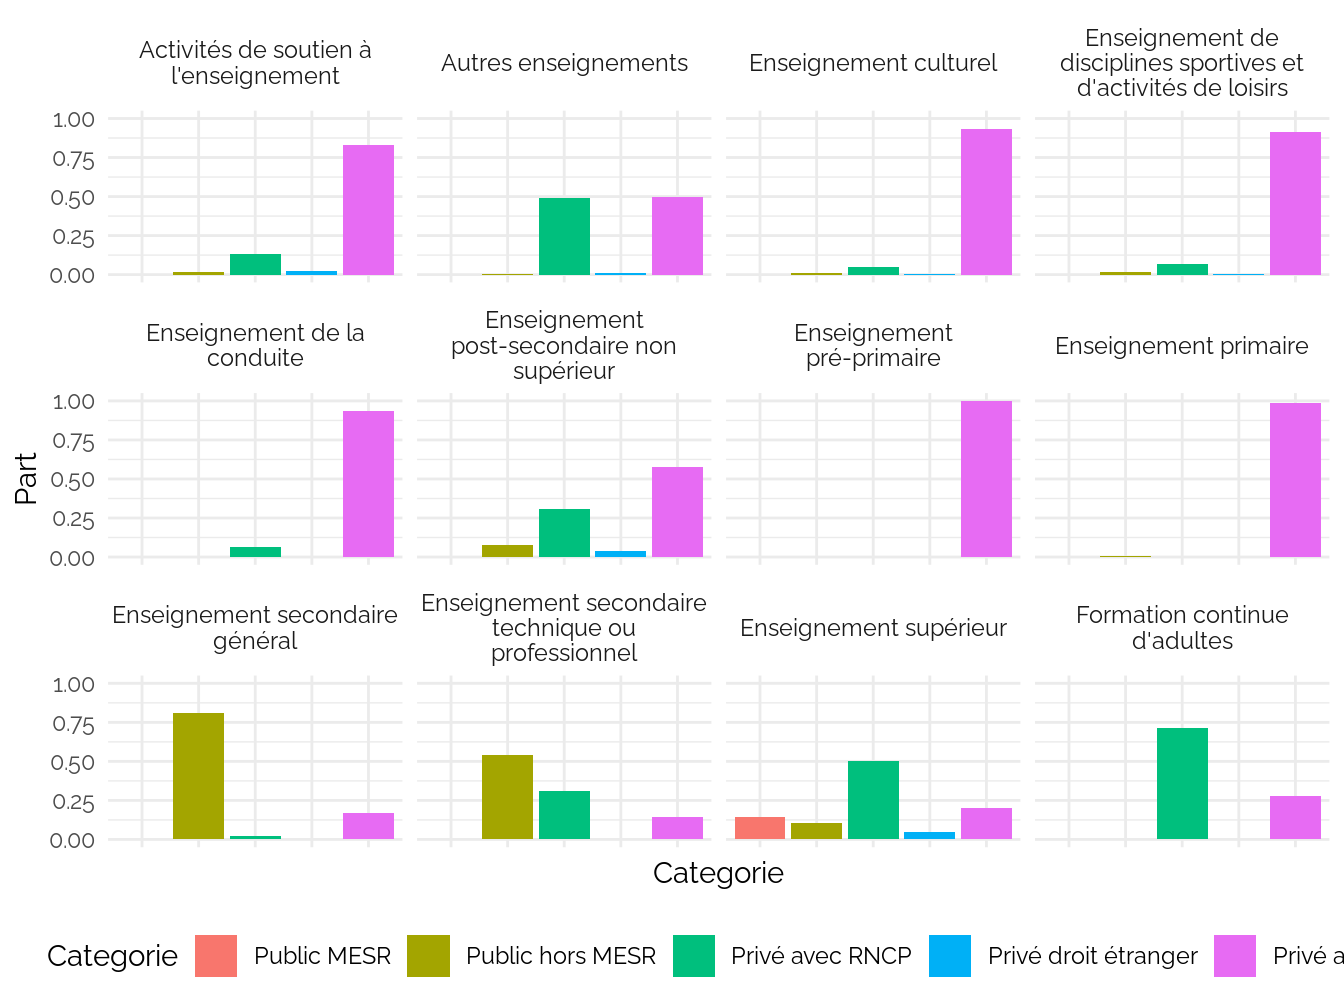 Activités de soutien à
l'enseignement
Autres enseignements
Enseignement culturel
Enseignement de
disciplines sportives et
d'activités de loisirs
1.00
0.75
0.50
0.25
0.00
Enseignement de la
conduite
Enseignement
post-secondaire non
supérieur
Enseignement
pré-primaire
Enseignement primaire
1.00
0.75
0.50
0.25
0.00
Part
Enseignement secondaire
général
Enseignement secondaire
technique ou
professionnel
Enseignement supérieur
Formation continue
d'adultes
1.00
0.75
0.50
0.25
0.00
Categorie
Categorie Public MESR Public hors MESR Privé avec RNCP Privé droit étranger Privé a